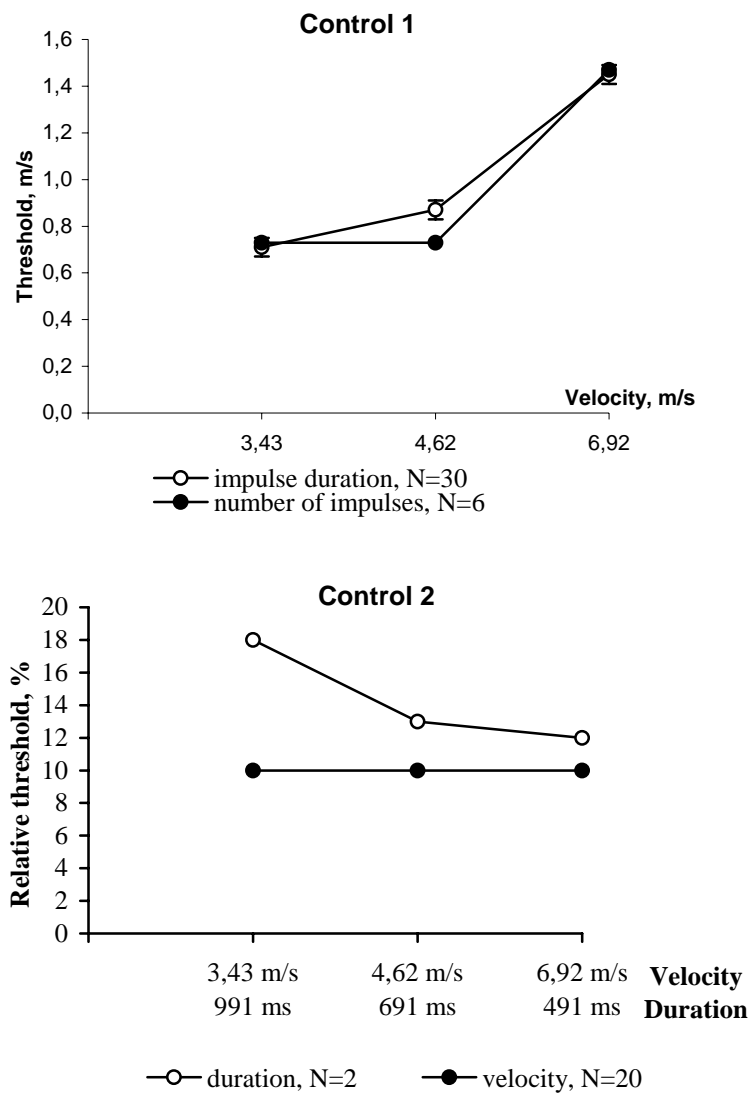 Control 1
Threshold, m/s
1,6
1,4
1,2
1,0
0,8
0,6
0,4
0,2
0,0
Velocity, m/s
3,43 4,62 6,92
impulse duration, N=30
number of impulses, N=6
Control 2
Relative threshold, %
20
18
16
14
12
10
8
6
4
2
0
3,43 m/s 4,62 m/s 6,92 m/s Velocity
991 ms 691 ms 491 ms Duration
duration, N=2 velocity, N=20